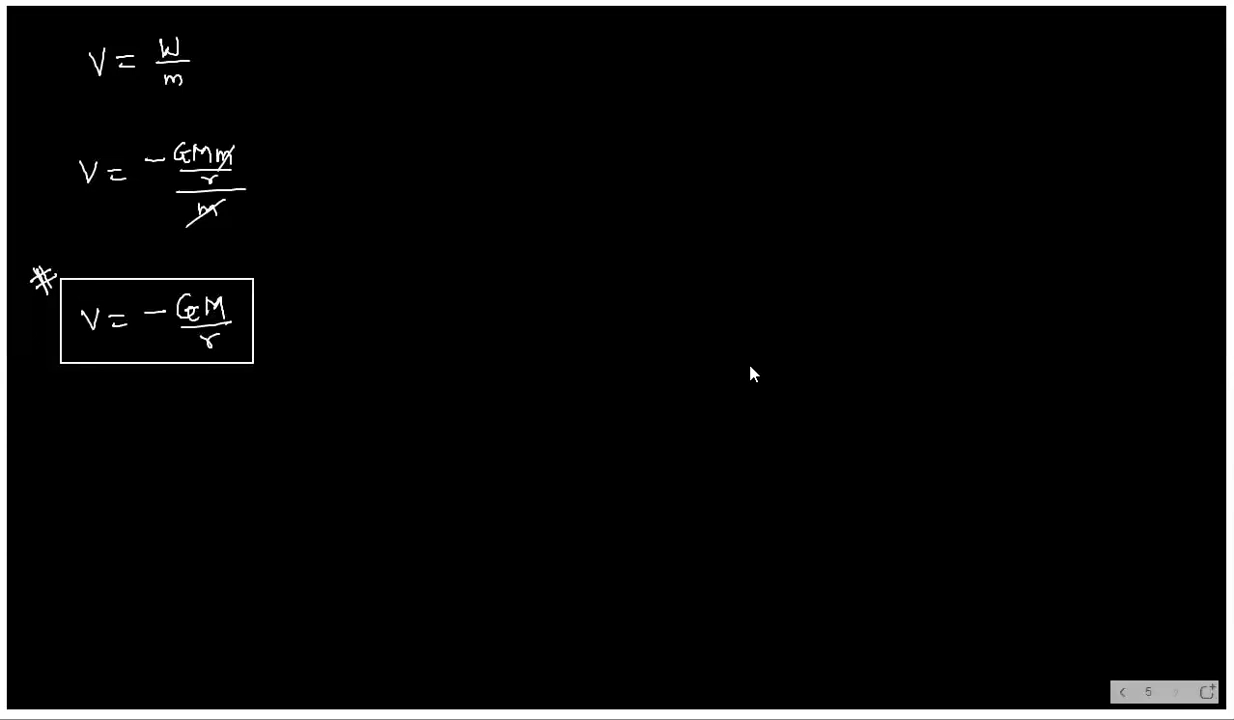 V = W/m
V = - (GMm/r)/m
* V = - GM/r
5